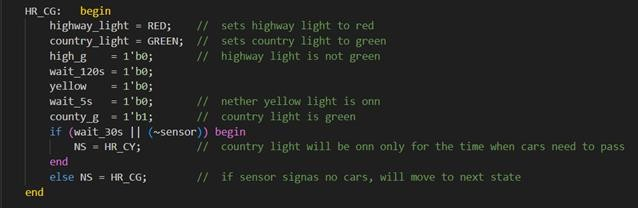 HR_CG:   begin
    highway_light = RED;    //  sets highway light to red
    country_light = GREEN;  //  sets country light to green
    high_g    = 1'b0;       //  highway light is not green
    wait_120s = 1'b0;
    yellow    = 1'b0;
    wait_5s   = 1'b0;       //  nether yellow light is onn
    county_g  = 1'b1;       //  country light is green
    if (wait_30s || (~sensor)) begin
        NS = HR_CY;         //  country light will be onn only for the time when cars need to pass
    end
    else NS = HR_CG;        //  if sensor signas no cars, will move to next state
end